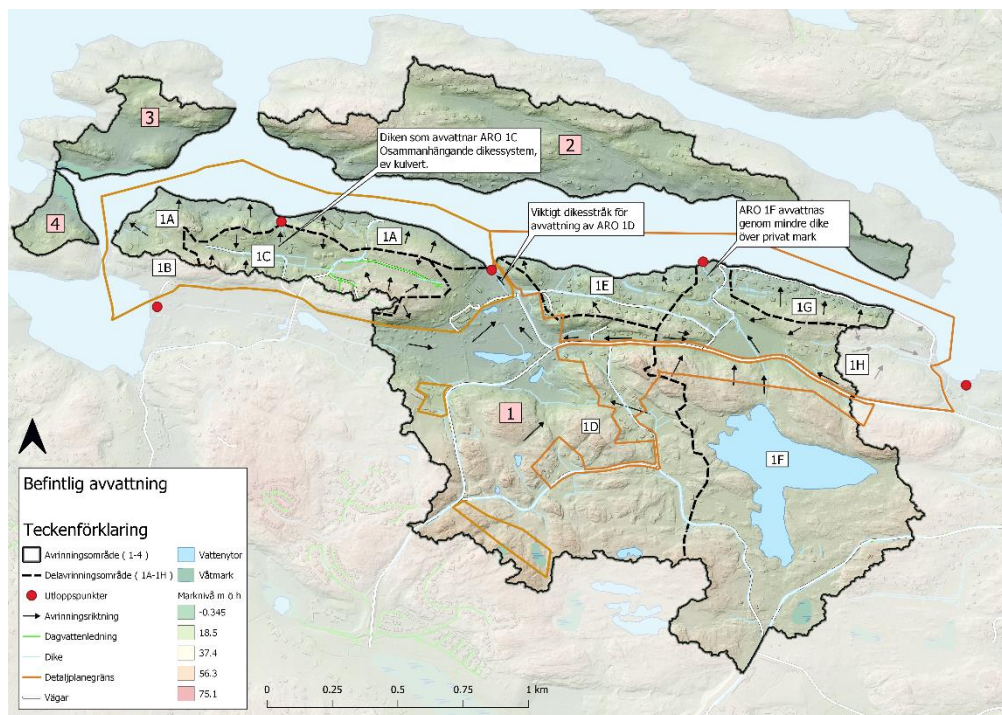 3
2
Diken som avvattnar ARO 1C
Osammanhängande dikessystem,
ev kulvert.
4
Viktigt dikesstråk för
avvattning av ARO 1D
ARO 1F avvattnas
genom mindre dike
över privat mark
1A
1A
1B
1C
1E
1G
1H
1
1D
1F
Befintlig avvattning
Teckenförklaring
Avrinningsområde ( 1-4 )
Delavrinningsområde ( 1A-1H )
Utloppspunkter
Avrinningsriktning
Dagvattenledning
Dike
Detaljplanegräns
Vägar
Vattenytor
Våtmark
Marknivå m ö h
-0.345
18.5
37.4
56.3
75.1
0 0.25 0.5 0.75 1 km